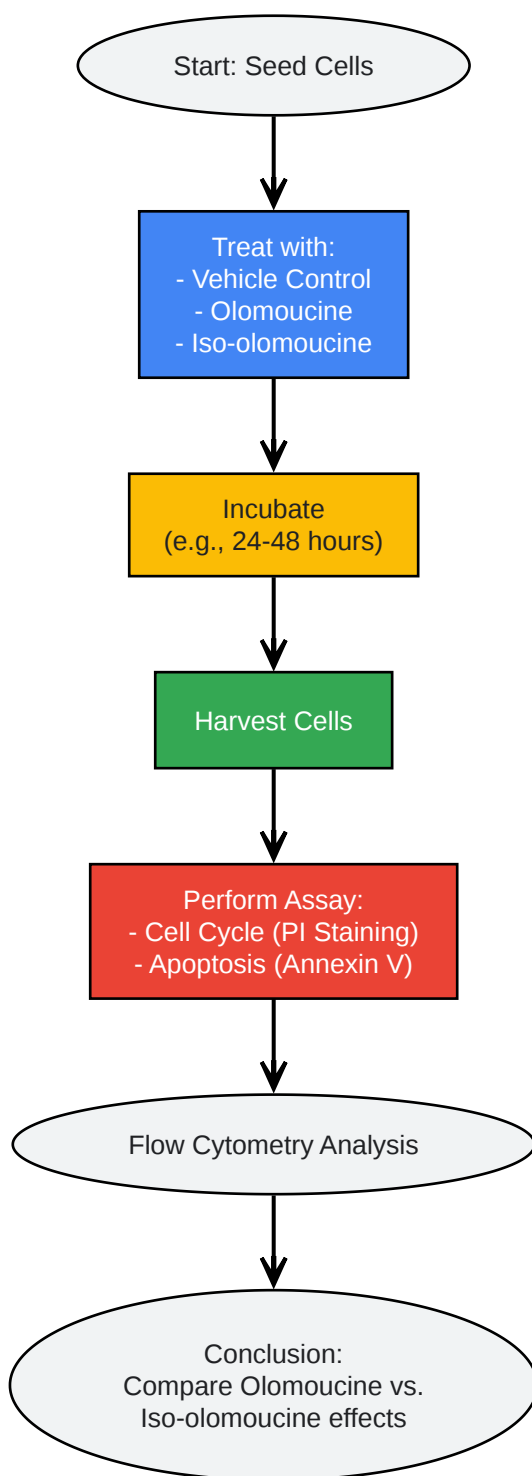 Start: Seed Cells
Treat with:
- Vehicle Control
- Olomoucine
- Iso-olomoucine
Incubate
(e.g., 24-48 hours)
Harvest Cells
Perform Assay:
- Cell Cycle (PI Staining)
- Apoptosis (Annexin V)
Flow Cytometry Analysis
Conclusion:
Compare Olomoucine vs.
Iso-olomoucine effects